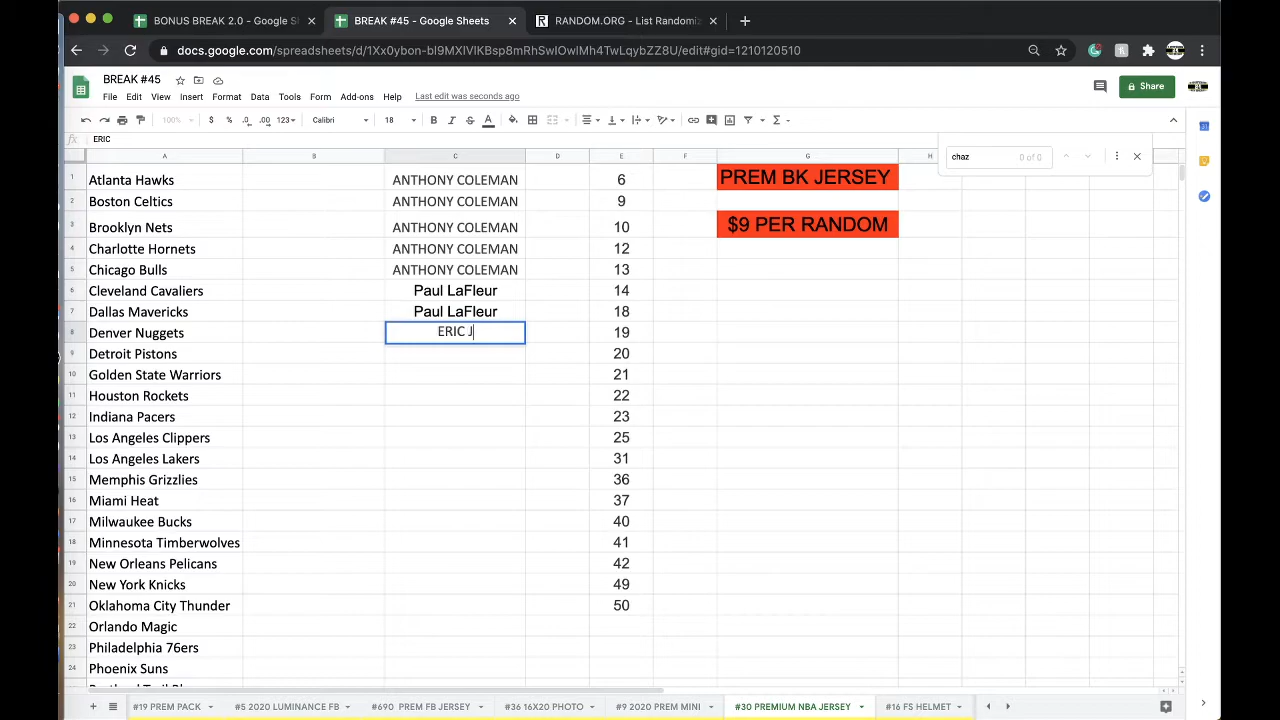 BONUS BREAK 2.0 - Google S
BREAK #45 - Google Sheets
RANDOM.ORG - List Randomiz
docs.google.com/spreadsheets/d/1Xx0ybon-bI9MXIVIKBsp6mRhSwIOwIMh4TwLqybZZ8U/edit#gid=1210120510
BREAK #45
Share
File Edit View Insert Format Data Tools Form Add-ons Help Last edit was seconds ago
100% $ % .0 .00 123 Calibri 18 B I S A
fx ERIC
chaz 0 of 0
A B C D E F G H
1 Atlanta Hawks ANTHONY COLEMAN 6 PREM BK JERSEY
2 Boston Celtics ANTHONY COLEMAN 9
3 Brooklyn Nets ANTHONY COLEMAN 10 $9 PER RANDOM
4 Charlotte Hornets ANTHONY COLEMAN 12
5 Chicago Bulls ANTHONY COLEMAN 13
6 Cleveland Cavaliers Paul LaFleur 14
7 Dallas Mavericks Paul LaFleur 18
8 Denver Nuggets ERIC J 19
9 Detroit Pistons 20
10 Golden State Warriors 21
11 Houston Rockets 22
12 Indiana Pacers 23
13 Los Angeles Clippers 25
14 Los Angeles Lakers 31
15 Memphis Grizzlies 36
16 Miami Heat 37
17 Milwaukee Bucks 40
18 Minnesota Timberwolves 41
19 New Orleans Pelicans 42
20 New York Knicks 49
21 Oklahoma City Thunder 50
22 Orlando Magic
23 Philadelphia 76ers
24 Phoenix Suns
#19 PREM PACK #5 2020 LUMINANCE FB #690 PREM FB JERSEY #36 16X20 PHOTO #9 2020 PREM MINI #30 PREMIUM NBA JERSEY #16 FS HELMET